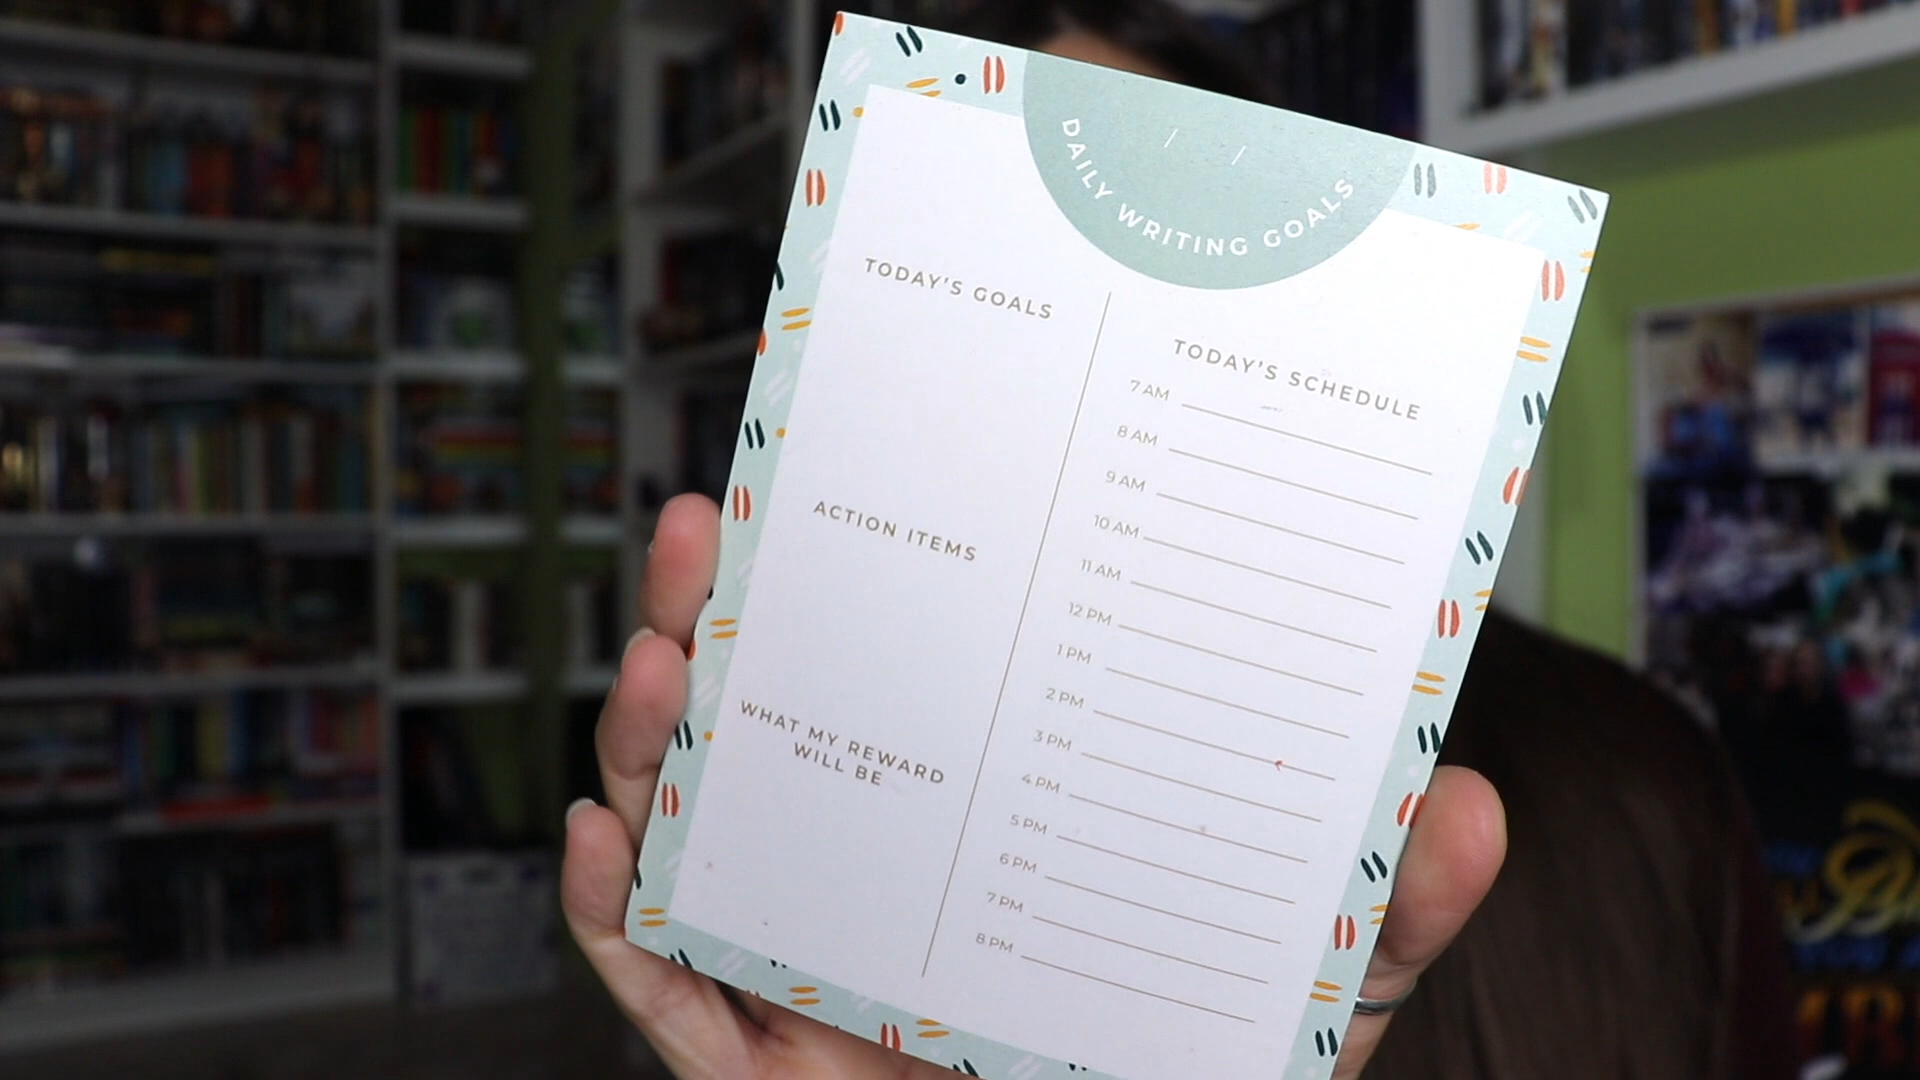 / /
DAILY WRITING GOALS
TODAY'S GOALS
ACTION ITEMS
WHAT MY REWARD
WILL BE
TODAY'S SCHEDULE
7 AM
8 AM
9 AM
10 AM
11 AM
12 PM
1 PM
2 PM
3 PM
4 PM
5 PM
6 PM
7 PM
8 PM